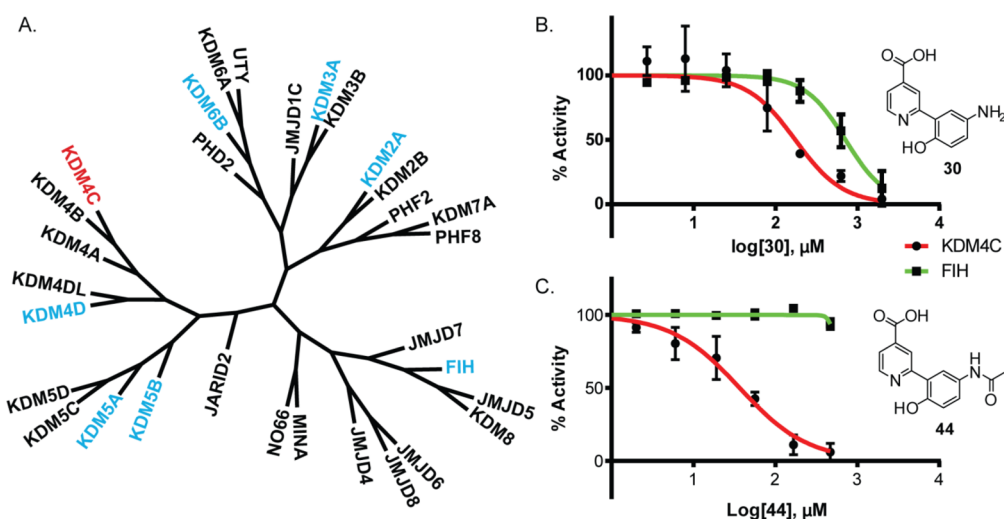 A.
UTY
KDM6A
KDM6B
PHD2
JMJD1C
KDM3A
KDM3B
KDM2A
KDM2B
PHF2
KDM7A
PHF8
KDM4C
KDM4B
KDM4A
KDM4DL
KDM4D
KDM5D
KDM5C
KDM5A
KDM5B
JARID2
NO66
MINA
JMJD4
JMJD8
JMJD6
JMJD7
FIH
JMJD5
KDM8
B.
% Activity
100
50
0
1
2
3
4
log[30], µM
O
OH
N
HO
NH2
30
KDM4C
FIH
C.
% Activity
100
50
0
1
2
3
4
Log[44], µM
O
OH
N
HO
H
N
O
44